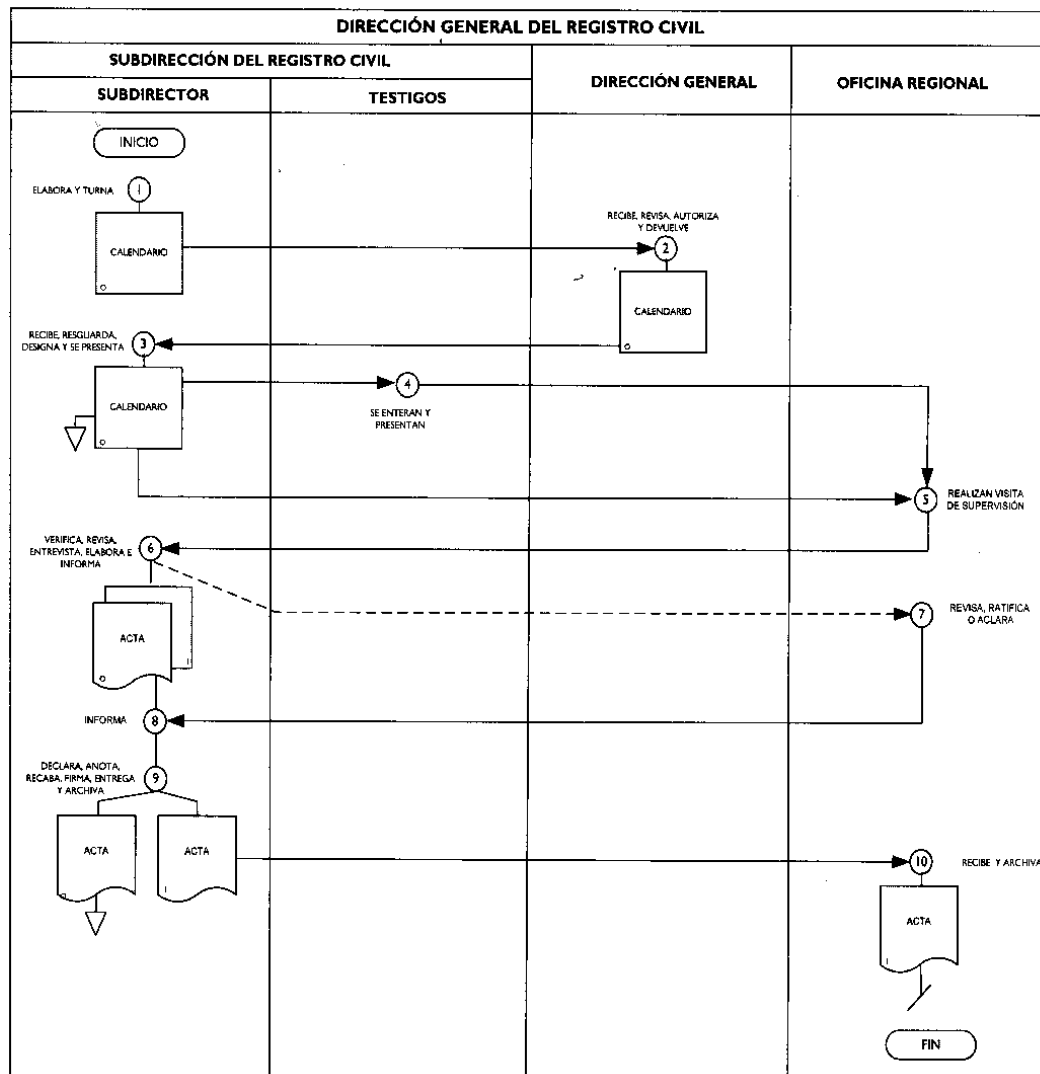 DIRECCIÓN GENERAL DEL REGISTRO CIVIL
SUBDIRECCIÓN DEL REGISTRO CIVIL
DIRECCIÓN GENERAL
OFICINA REGIONAL
SUBDIRECTOR
TESTIGOS
INICIO
ELABORA Y TURNA
1
CALENDARIO
O
RECIBE, REVISA, AUTORIZA
Y DEVUELVE
2
CALENDARIO
O
RECIBE, RESGUARDA,
DESIGNA Y SE PRESENTA
3
CALENDARIO
O
4
SE ENTERAN Y
PRESENTAN
5
REALIZAN VISITA
DE SUPERVISIÓN
VERIFICA, REVISA,
ENTREVISTA, ELABORA E
INFORMA
6
ACTA
O
1
7
REVISA, RATIFICA
O ACLARA
INFORMA
8
DECLARA, ANOTA,
RECABA, FIRMA, ENTREGA
Y ARCHIVA
9
ACTA
O
ACTA
1
10
RECIBE Y ARCHIVA
ACTA
1
FIN